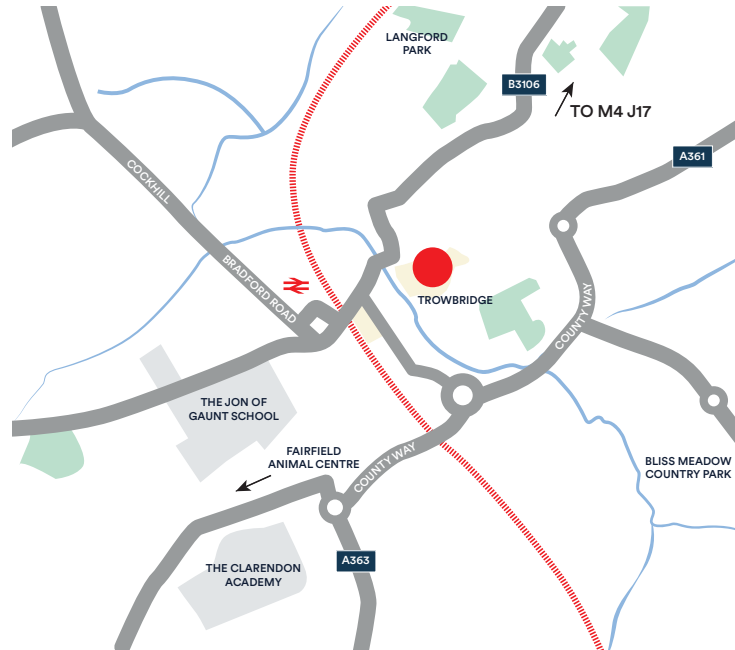 LANGFORD
PARK
B3106
TO M4 J17
A361
COCKHILL
BRADFORD ROAD
TROWBRIDGE
COUNTY WAY
THE JON OF
GAUNT SCHOOL
FAIRFIELD
ANIMAL CENTRE
COUNTY WAY
BLISS MEADOW
COUNTRY PARK
A363
THE CLARENDON
ACADEMY